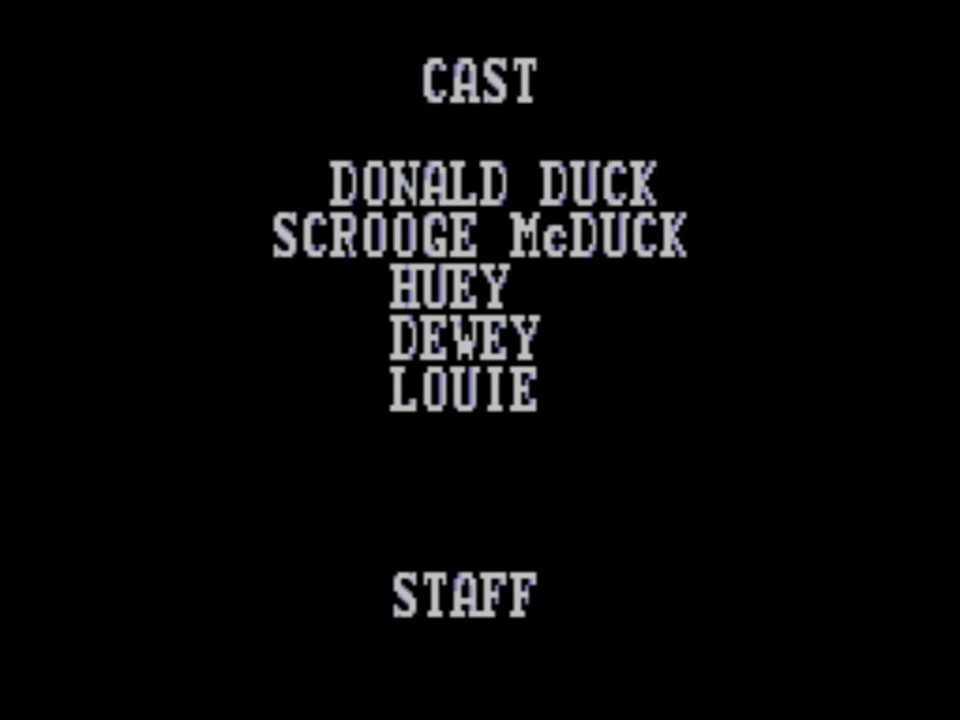 CAST
DONALD DUCK
SCROOGE McDUCK
HUEY
DEWEY
LOUIE
STAFF